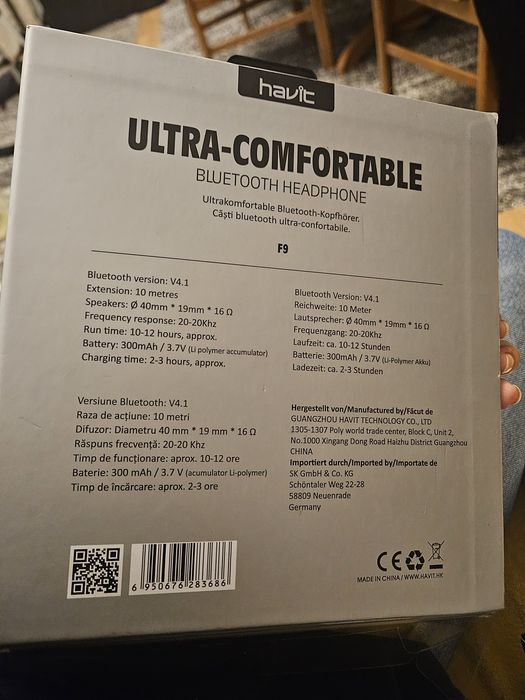 havit
ULTRA-COMFORTABLE
BLUETOOTH HEADPHONE
Ultrakomfortable Bluetooth-Kopfhörer.
Căști bluetooth ultra-confortabile.
F9
Bluetooth version: V4.1
Extension: 10 metres
Speakers: Ø 40mm * 19mm * 16 Ω
Frequency response: 20-20Khz
Run time: 10-12 hours, approx.
Battery: 300mAh / 3.7V (Li polymer accumulator)
Charging time: 2-3 hours, approx.
Bluetooth Version: V4.1
Reichweite: 10 Meter
Lautsprecher: Ø 40mm * 19mm * 16 Ω
Frequenzgang: 20-20Khz
Laufzeit: ca. 10-12 Stunden
Batterie: 300mAh / 3.7V (Li-Polymer Akku)
Ladezeit: ca. 2-3 Stunden
Versiune Bluetooth: V4.1
Raza de acțiune: 10 metri
Difuzor: Diametru 40 mm * 19 mm * 16 Ω
Răspuns frecvență: 20-20 Khz
Timp de funcționare: aprox. 10-12 ore
Baterie: 300 mAh / 3.7 V (acumulator Li-polymer)
Timp de încărcare: aprox. 2-3 ore
Hergestellt von/Manufactured by/Făcut de
GUANGZHOU HAVIT TECHNOLOGY CO., LTD
1305-1307 Poly world trade center, Block C, Unit 2,
No.1000 Xingang Dong Road Haizhu District Guangzhou
CHINA
Importiert durch/Imported by/Importate de
SK GmbH & Co. KG
Schöntaler Weg 22-28
58809 Neuenrade
Germany
6 950676 283686
CE
MADE IN CHINA / WWW.HAVIT.HK